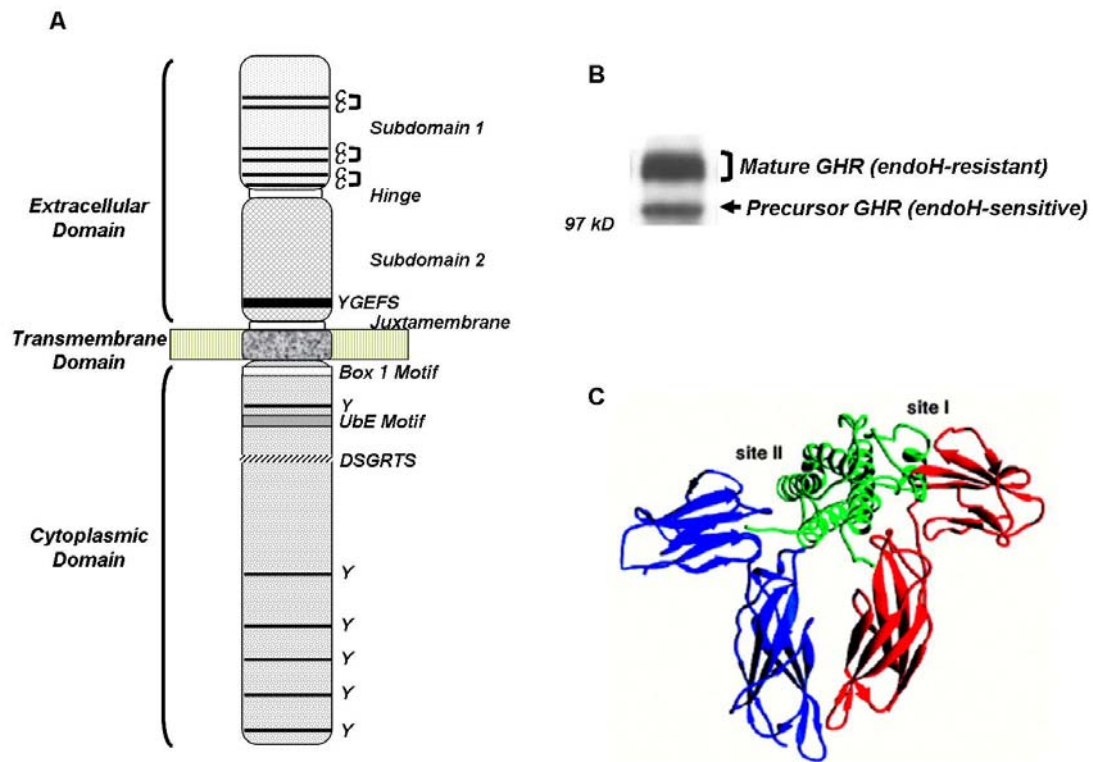 A
C
C
Subdomain 1
C
C
C
C
Hinge
Extracellular
Domain
Subdomain 2
YGEFS
Juxtamembrane
Transmembrane
Domain
Box 1 Motif
Y
UbE Motif
DSGRTS
Cytoplasmic
Domain
Y
Y
Y
Y
Y
B
Mature GHR (endoH-resistant)
Precursor GHR (endoH-sensitive)
97 kD
C
site I
site II